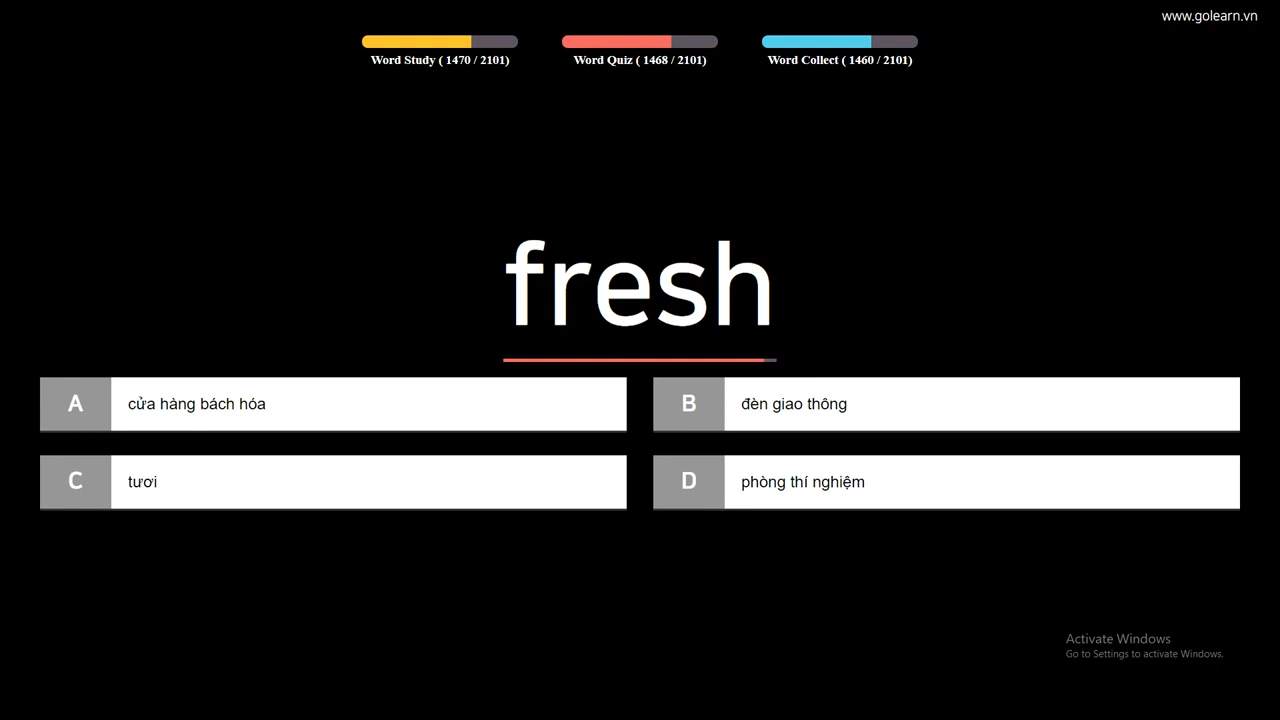 www.golearn.vn
Word Study ( 1470 / 2101)
Word Quiz ( 1468 / 2101)
Word Collect ( 1460 / 2101)
fresh
A cửa hàng bách hóa
B đèn giao thông
C tươi
D phòng thí nghiệm
Activate Windows
Go to Settings to activate Windows.